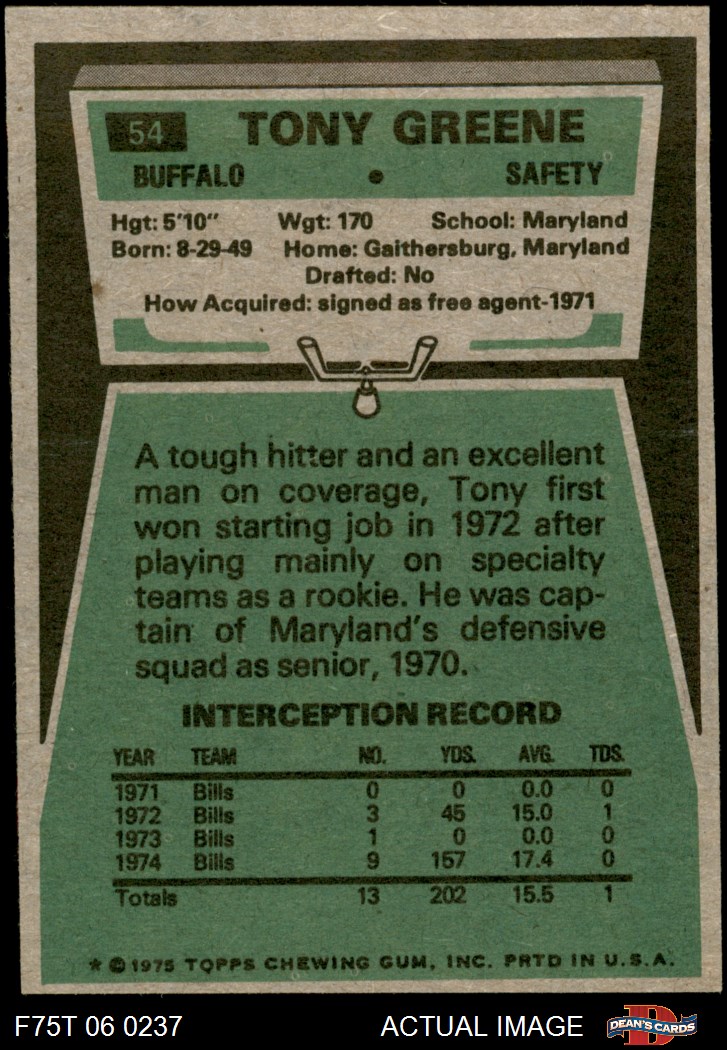 54 TONY GREENE
BUFFALO • SAFETY
Hgt: 5'10" Wgt: 170 School: Maryland
Born: 8-29-49 Home: Gaithersburg, Maryland
Drafted: No
How Acquired: signed as free agent-1971
A tough hitter and an excellent
man on coverage, Tony first
won starting job in 1972 after
playing mainly on specialty
teams as a rookie. He was cap-
tain of Maryland's defensive
squad as senior, 1970.
INTERCEPTION RECORD
YEAR TEAM NO. YDS. AVG. TDS.
1971 Bills 0 0 0.0 0
1972 Bills 3 45 15.0 1
1973 Bills 1 0 0.0 0
1974 Bills 9 157 17.4 0
Totals 13 202 15.5 1
* © 1975 TOPPS CHEWING GUM, INC. PRTD IN U.S.A.
F75T 06 0237 ACTUAL IMAGE D DEAN'S CARDS